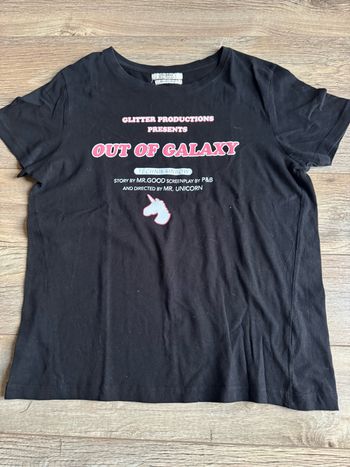 GLITTER PRODUCTIONS
PRESENTS
OUT OF GALAXY
STORY BY MR.GOOD SCREENPLAY BY P&B
AND DIRECTED BY MR. UNICORN